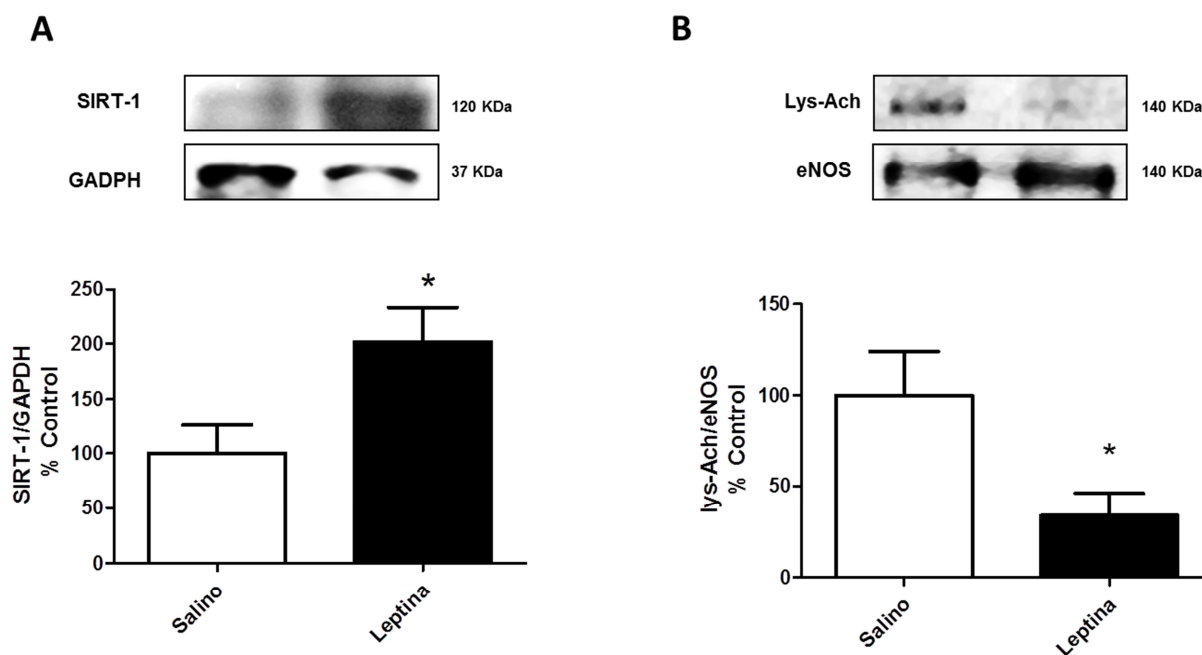 A
SIRT-1
120 KDa
GADPH
37 KDa
250
200
150
100
50
0
SIRT-1/GAPDH
% Control
*
Salino
Leptina
B
Lys-Ach
140 KDa
eNOS
140 KDa
150
100
50
0
lys-Ach/eNOS
% Control
*
Salino
Leptina